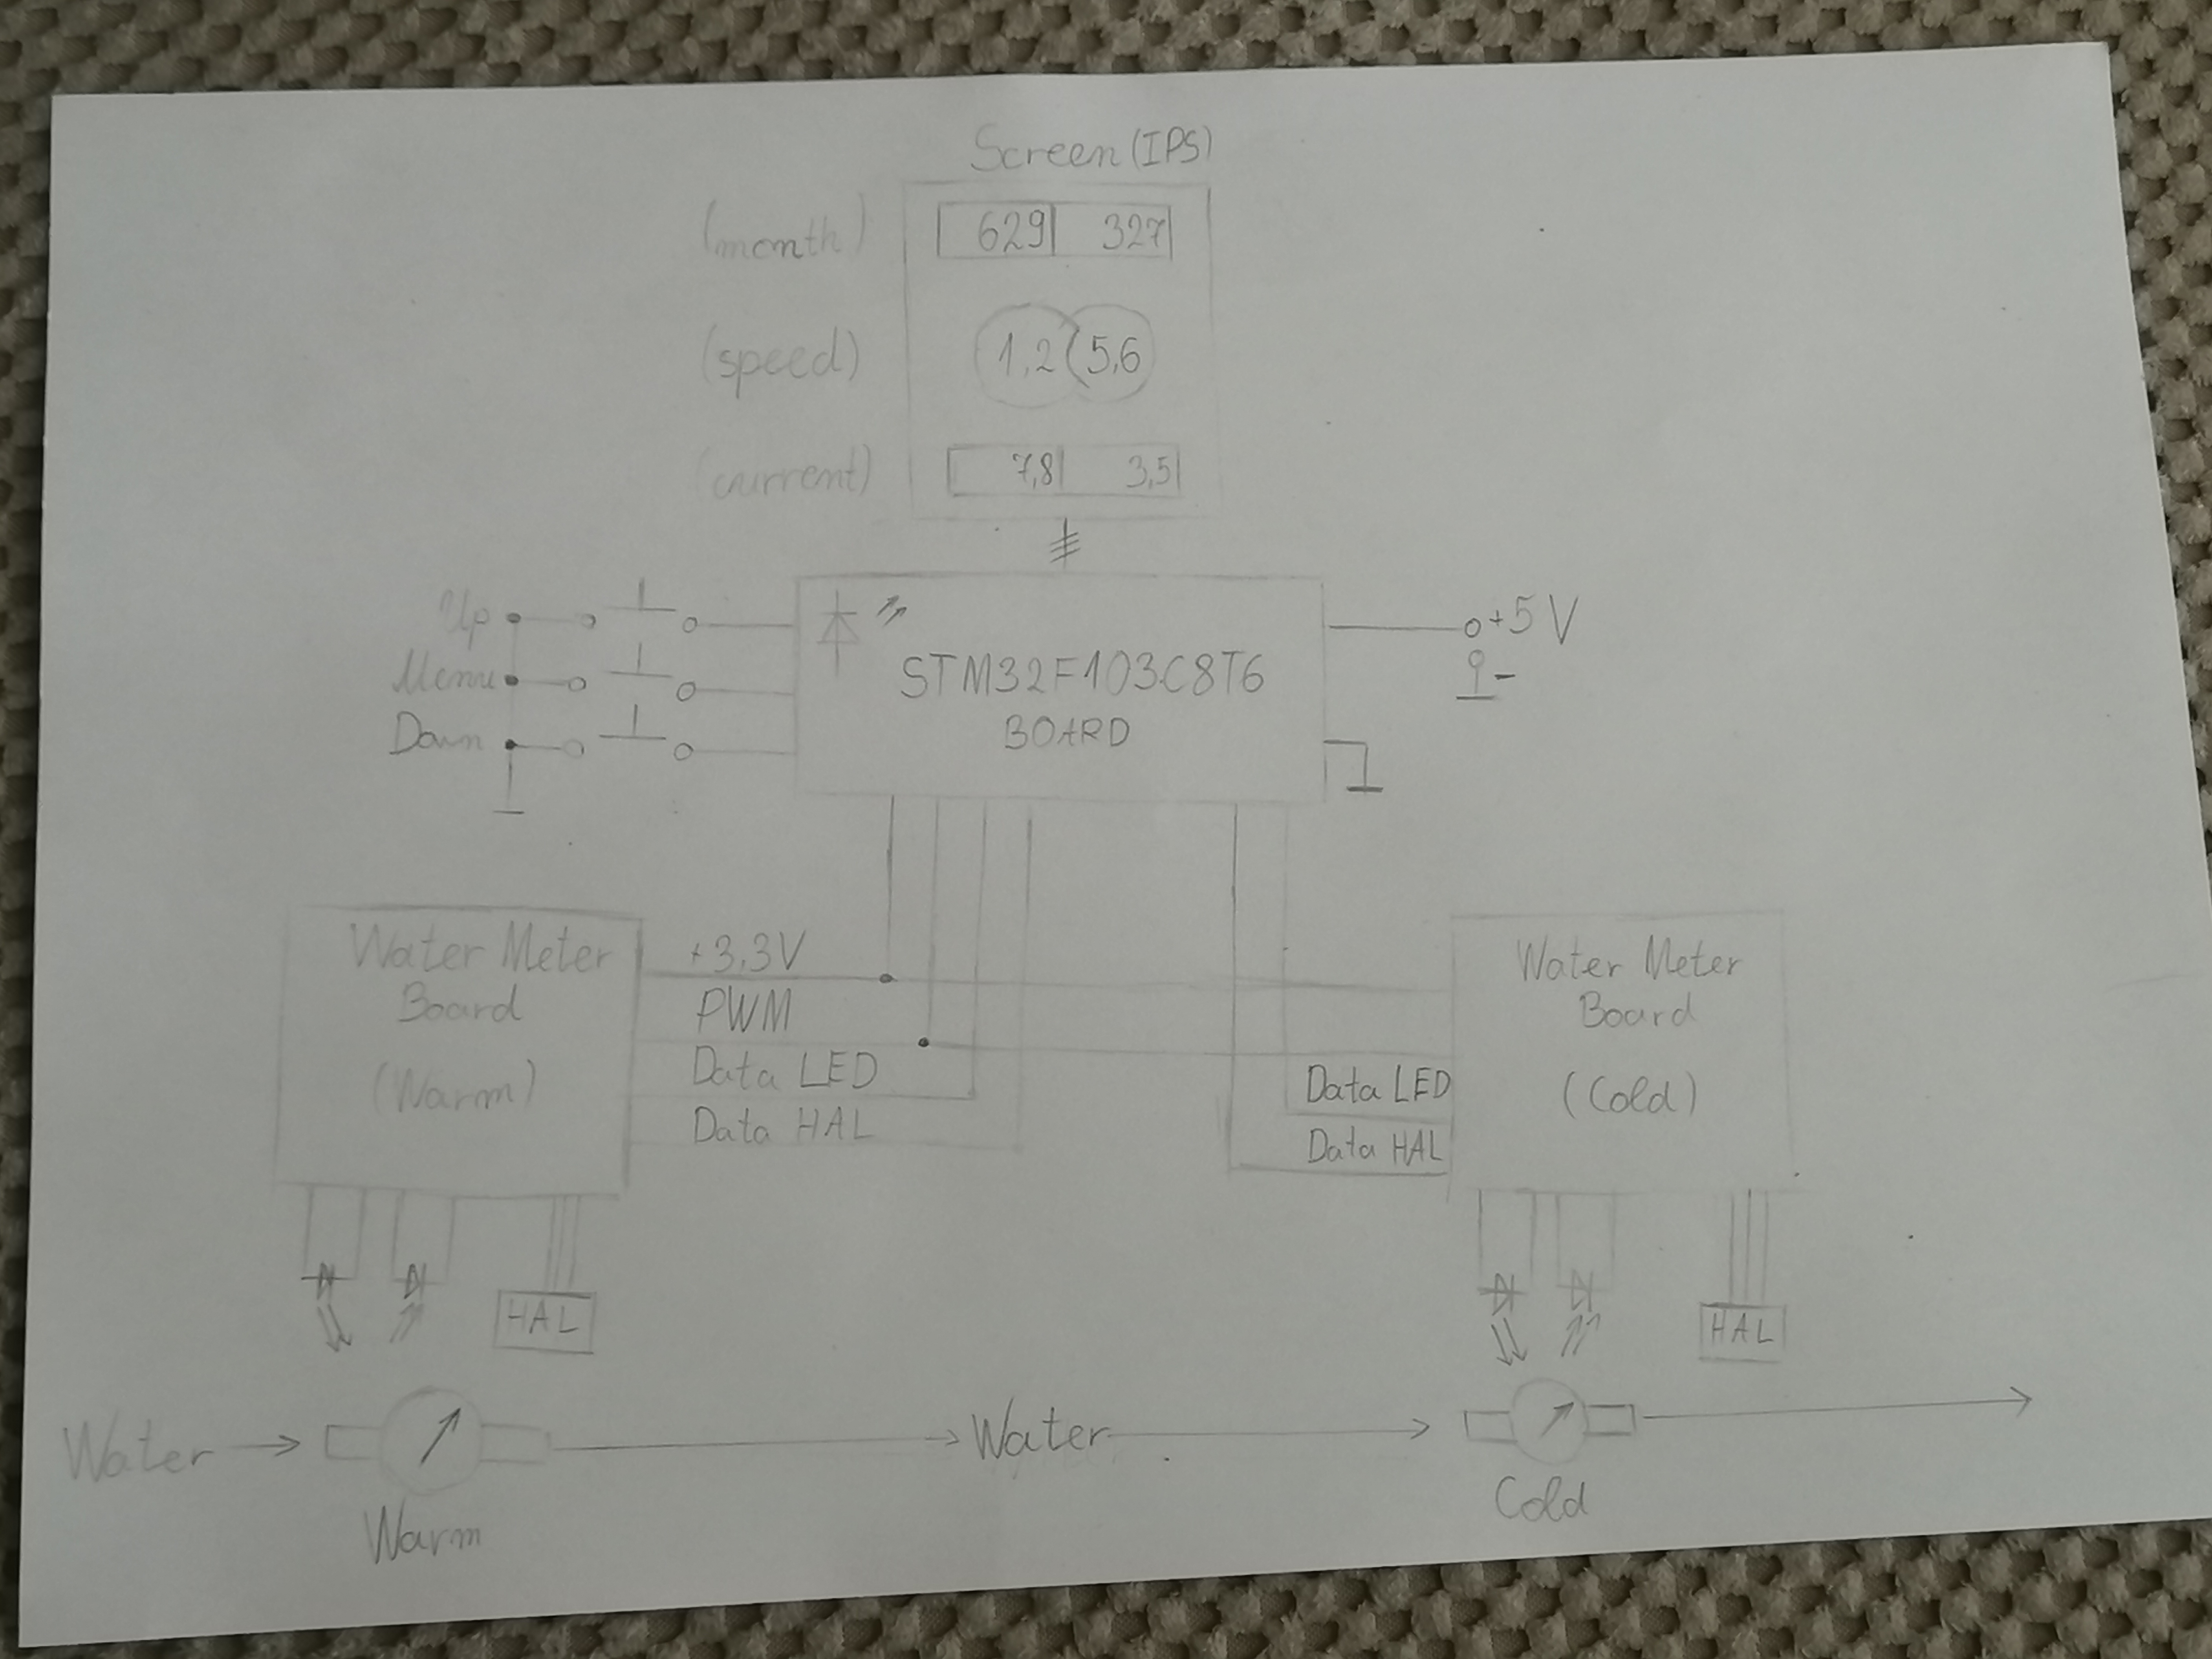 Screen (IPS)
(month) 629 327
(speed) 1,2 5,6
(current) 7,8 3,5
Up
Menu
Down
STM32F103C8T6
BOARD
+5V
-
Water Meter
Board
(Warm)
+3.3V
PWM
Data LED
Data HAL
Data LED
Data HAL
Water Meter
Board
(Cold)
HAL
HAL
Water
Warm
Water
Cold